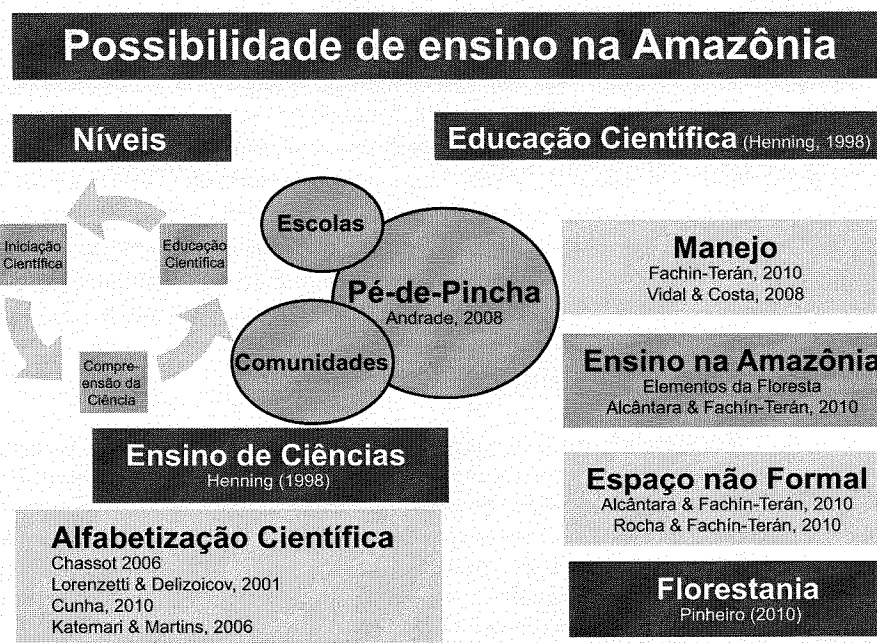 Possibilidade de ensino na Amazônia
Níveis
Educação Científica (Henning, 1998)
Iniciação
Científica
Educação
Científica
Compre-
ensão da
Ciência
Escolas
Pé-de-Pincha
Andrade, 2008
Comunidades
Manejo
Fachin-Terán, 2010
Vidal & Costa, 2008
Ensino na Amazônia
Elementos da Floresta
Alcântara & Fachín-Terán, 2010
Ensino de Ciências
Henning (1998)
Espaço não Formal
Alcântara & Fachín-Terán, 2010
Rocha & Fachín-Terán, 2010
Alfabetização Científica
Chassot 2006
Lorenzetti & Delizoicov, 2001
Cunha, 2010
Katemari & Martins, 2006
Florestania
Pinheiro (2010)